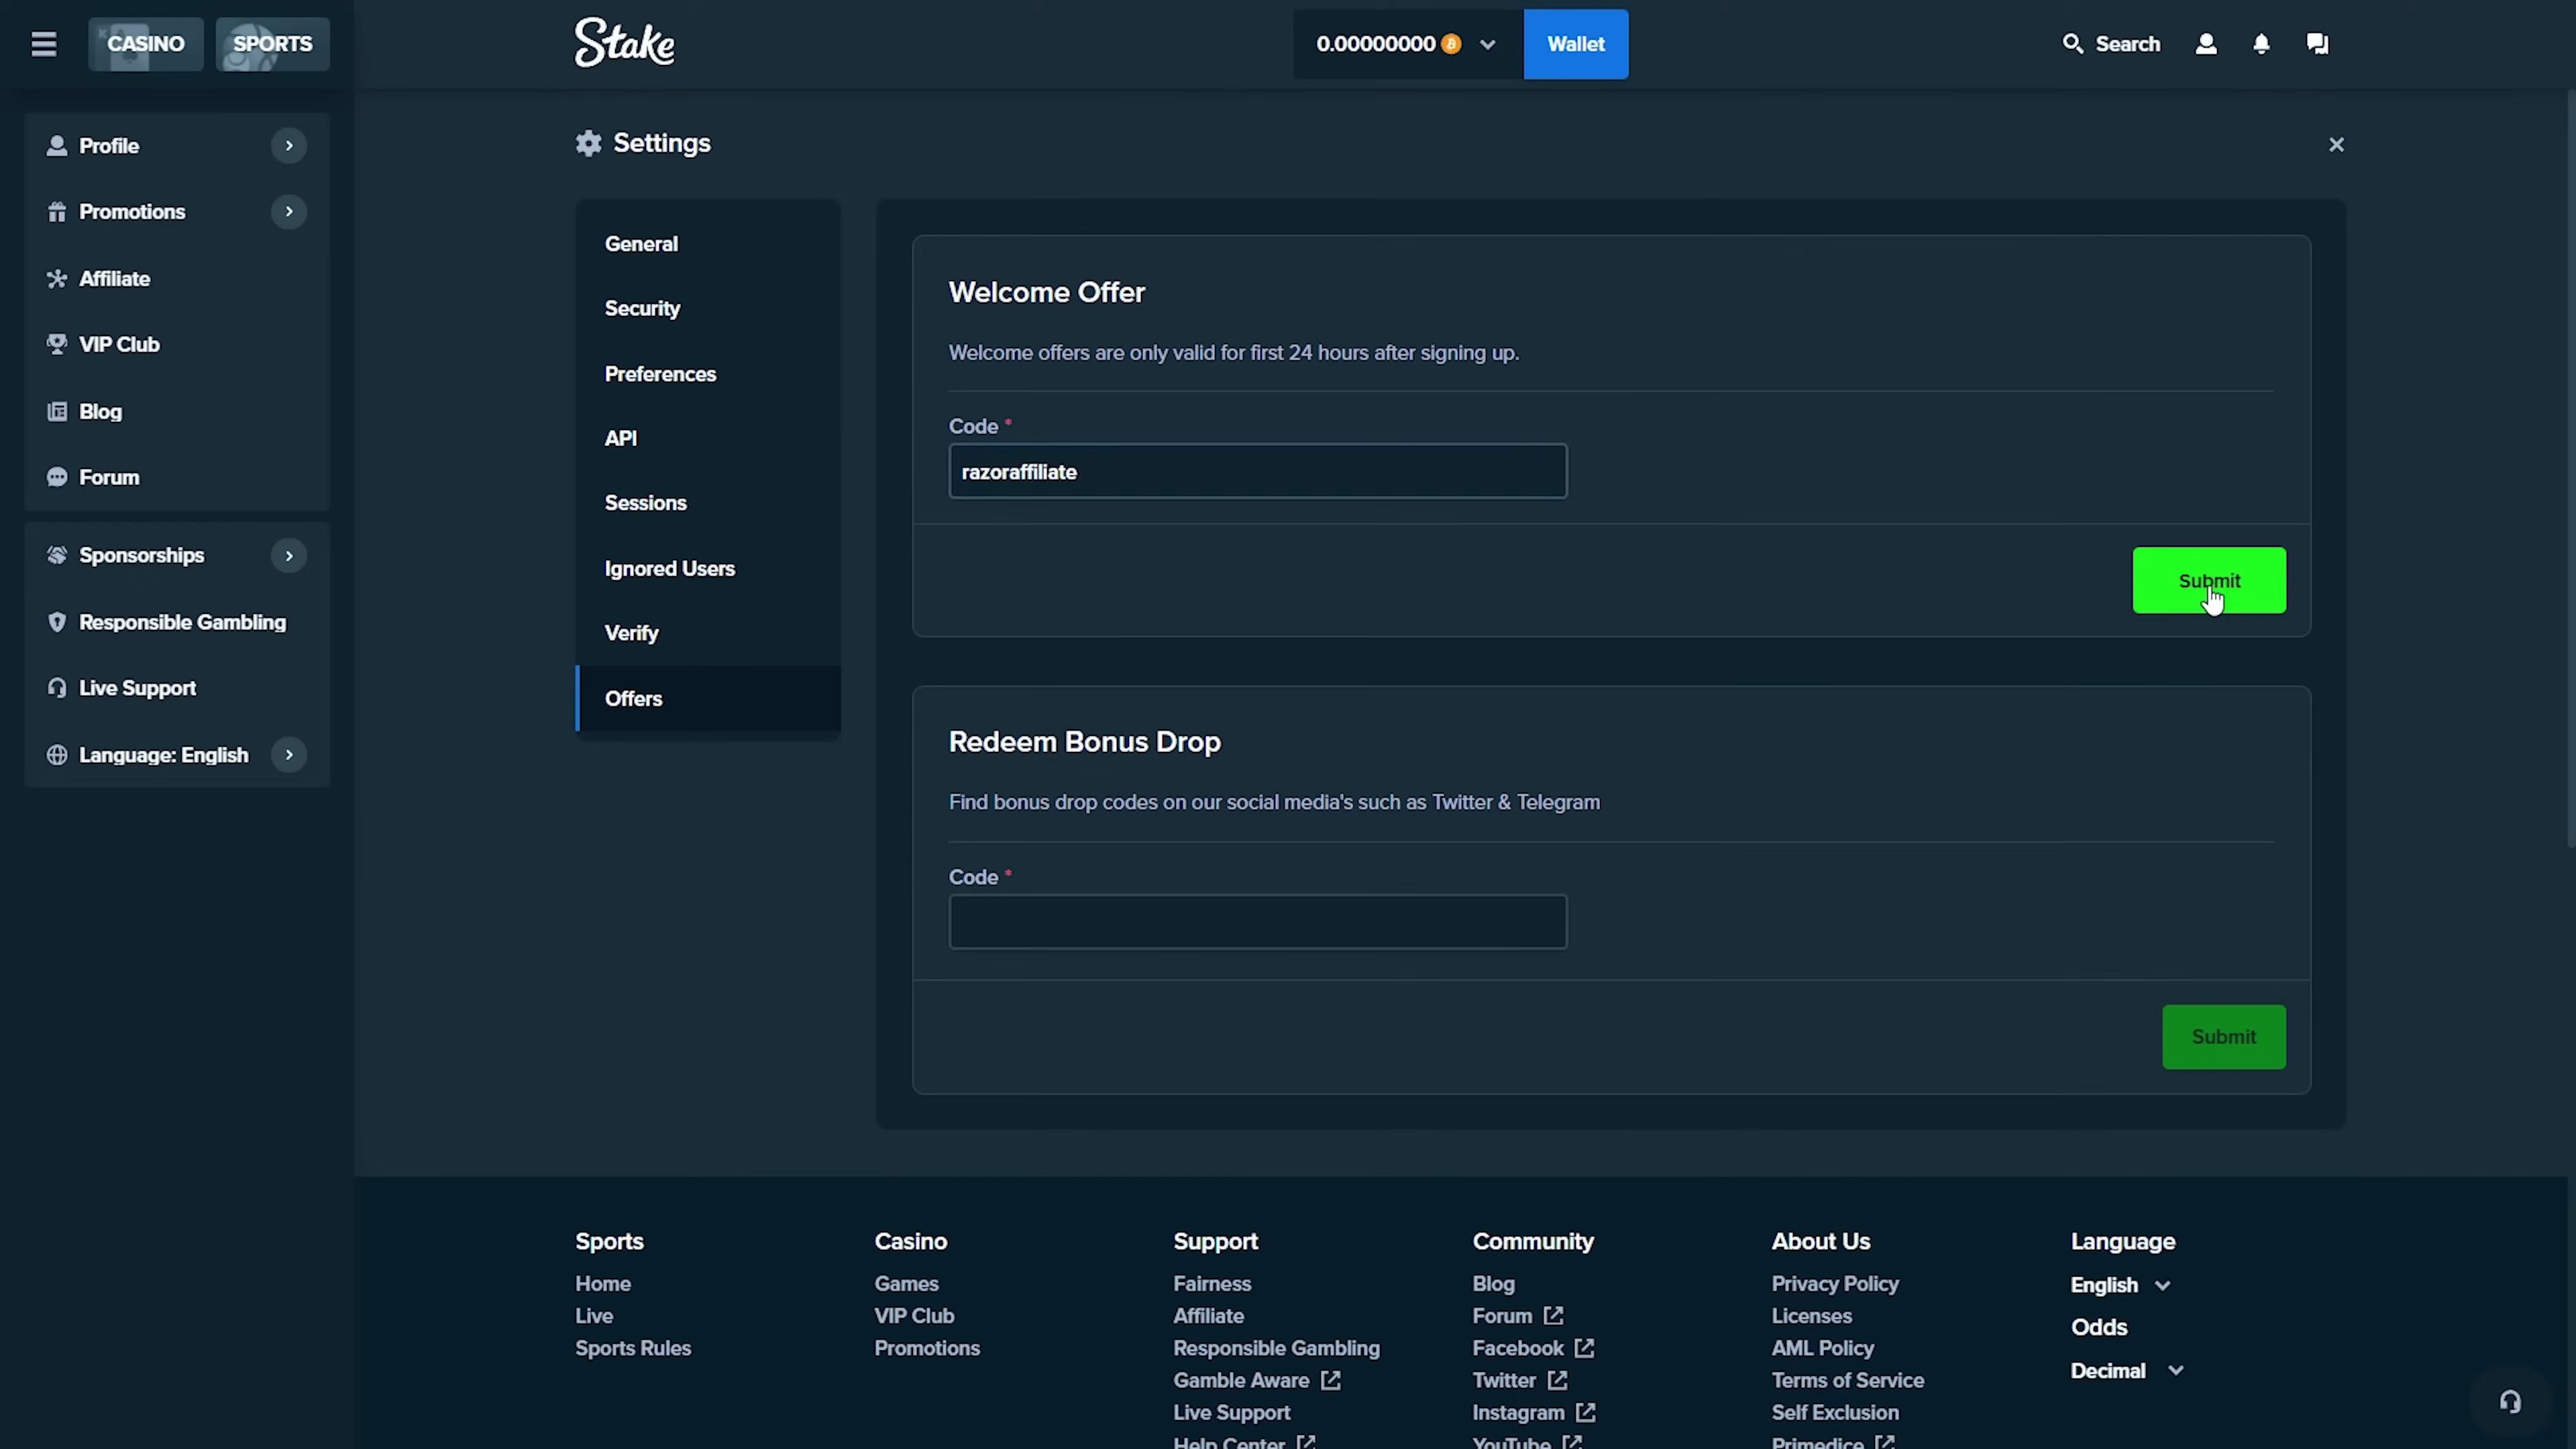 CASINO
SPORTS
Stake
0.00000000
Wallet
Search
Profile
Promotions
Affiliate
VIP Club
Blog
Forum
Sponsorships
Responsible Gambling
Live Support
Language: English
Settings
General
Security
Preferences
API
Sessions
Ignored Users
Verify
Offers
Welcome Offer
Welcome offers are only valid for first 24 hours after signing up.
Code *
razoraffiliate
Submit
Redeem Bonus Drop
Find bonus drop codes on our social media's such as Twitter & Telegram
Code *
Submit
Sports
Home
Live
Sports Rules
Casino
Games
VIP Club
Promotions
Support
Fairness
Affiliate
Responsible Gambling
Gamble Aware
Live Support
Help Center
Community
Blog
Forum
Facebook
Twitter
Instagram
YouTube
About Us
Privacy Policy
Licenses
AML Policy
Terms of Service
Self Exclusion
Primedice
Language
English
Odds
Decimal